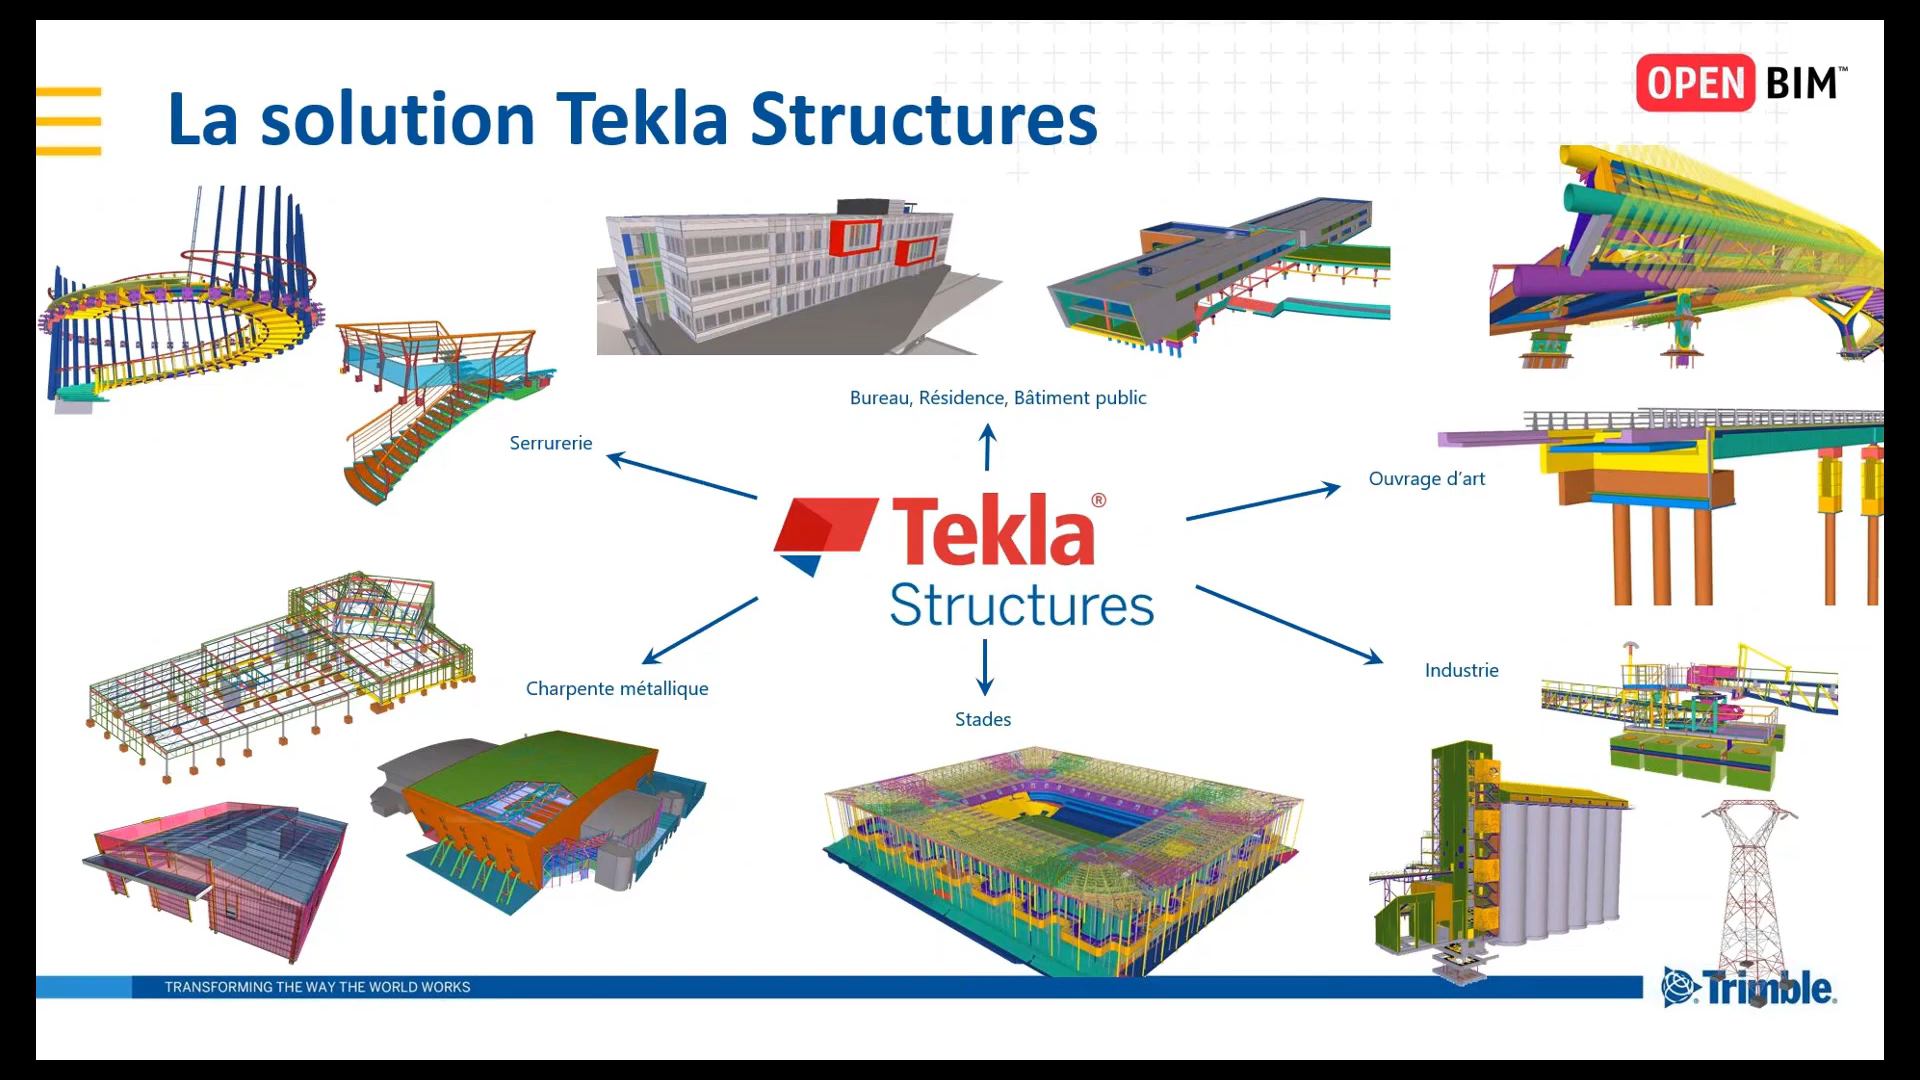 OPEN BIM™
La solution Tekla Structures
Bureau, Résidence, Bâtiment public
Serrurerie
Ouvrage d'art
Tekla®
Structures
Industrie
Charpente métallique
Stades
TRANSFORMING THE WAY THE WORLD WORKS
Trimble®